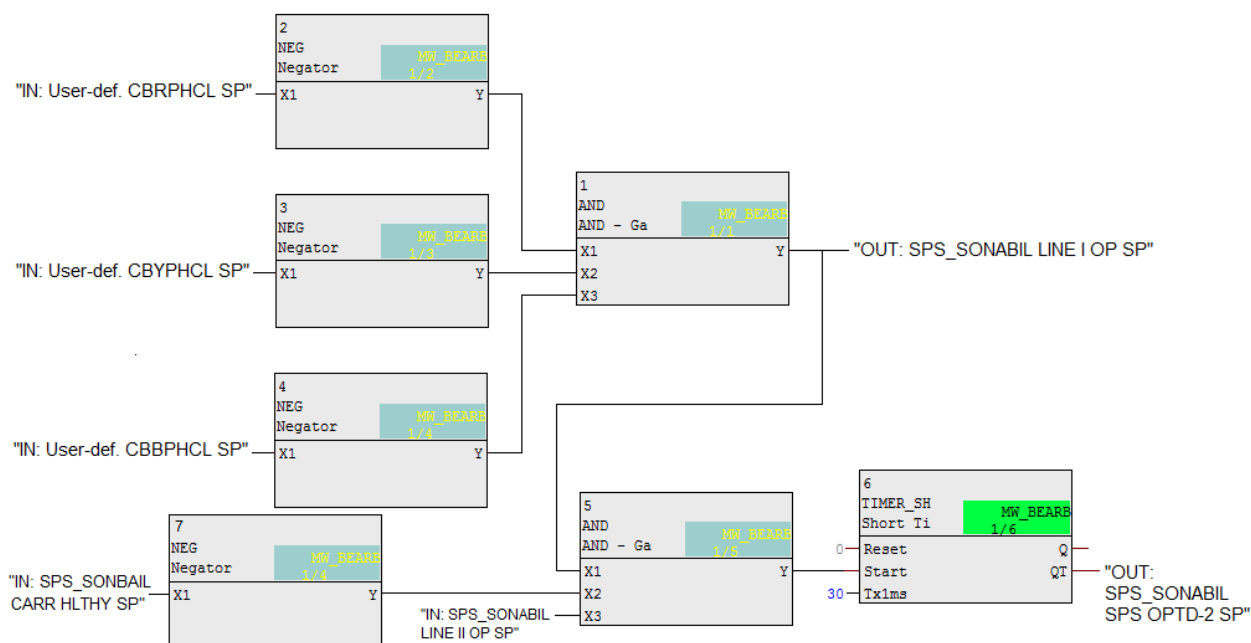 2
NEG
Negator
MW_BEARB
1/2
"IN: User-def. CBRPHCL SP"
X1
Y
3
NEG
Negator
MW_BEARB
1/3
"IN: User-def. CBYPHCL SP"
X1
Y
1
AND
AND - Ga
MW_BEARB
1/1
X1
X2
X3
Y
"OUT: SPS_SONABIL LINE I OP SP"
4
NEG
Negator
MW_BEARB
1/4
"IN: User-def. CBBPHCL SP"
X1
Y
7
NEG
Negator
MW_BEARB
1/4
"IN: SPS_SONBAIL
CARR HLTHY SP"
X1
Y
5
AND
AND - Ga
MW_BEARB
1/5
X1
X2
X3
Y
"IN: SPS_SONABIL
LINE II OP SP"
6
TIMER_SH
Short Ti
MW_BEARB
1/6
0
Reset
Start
30
Tx1ms
Q
QT
"OUT:
SPS_SONABIL
SPS OPTD-2 SP"